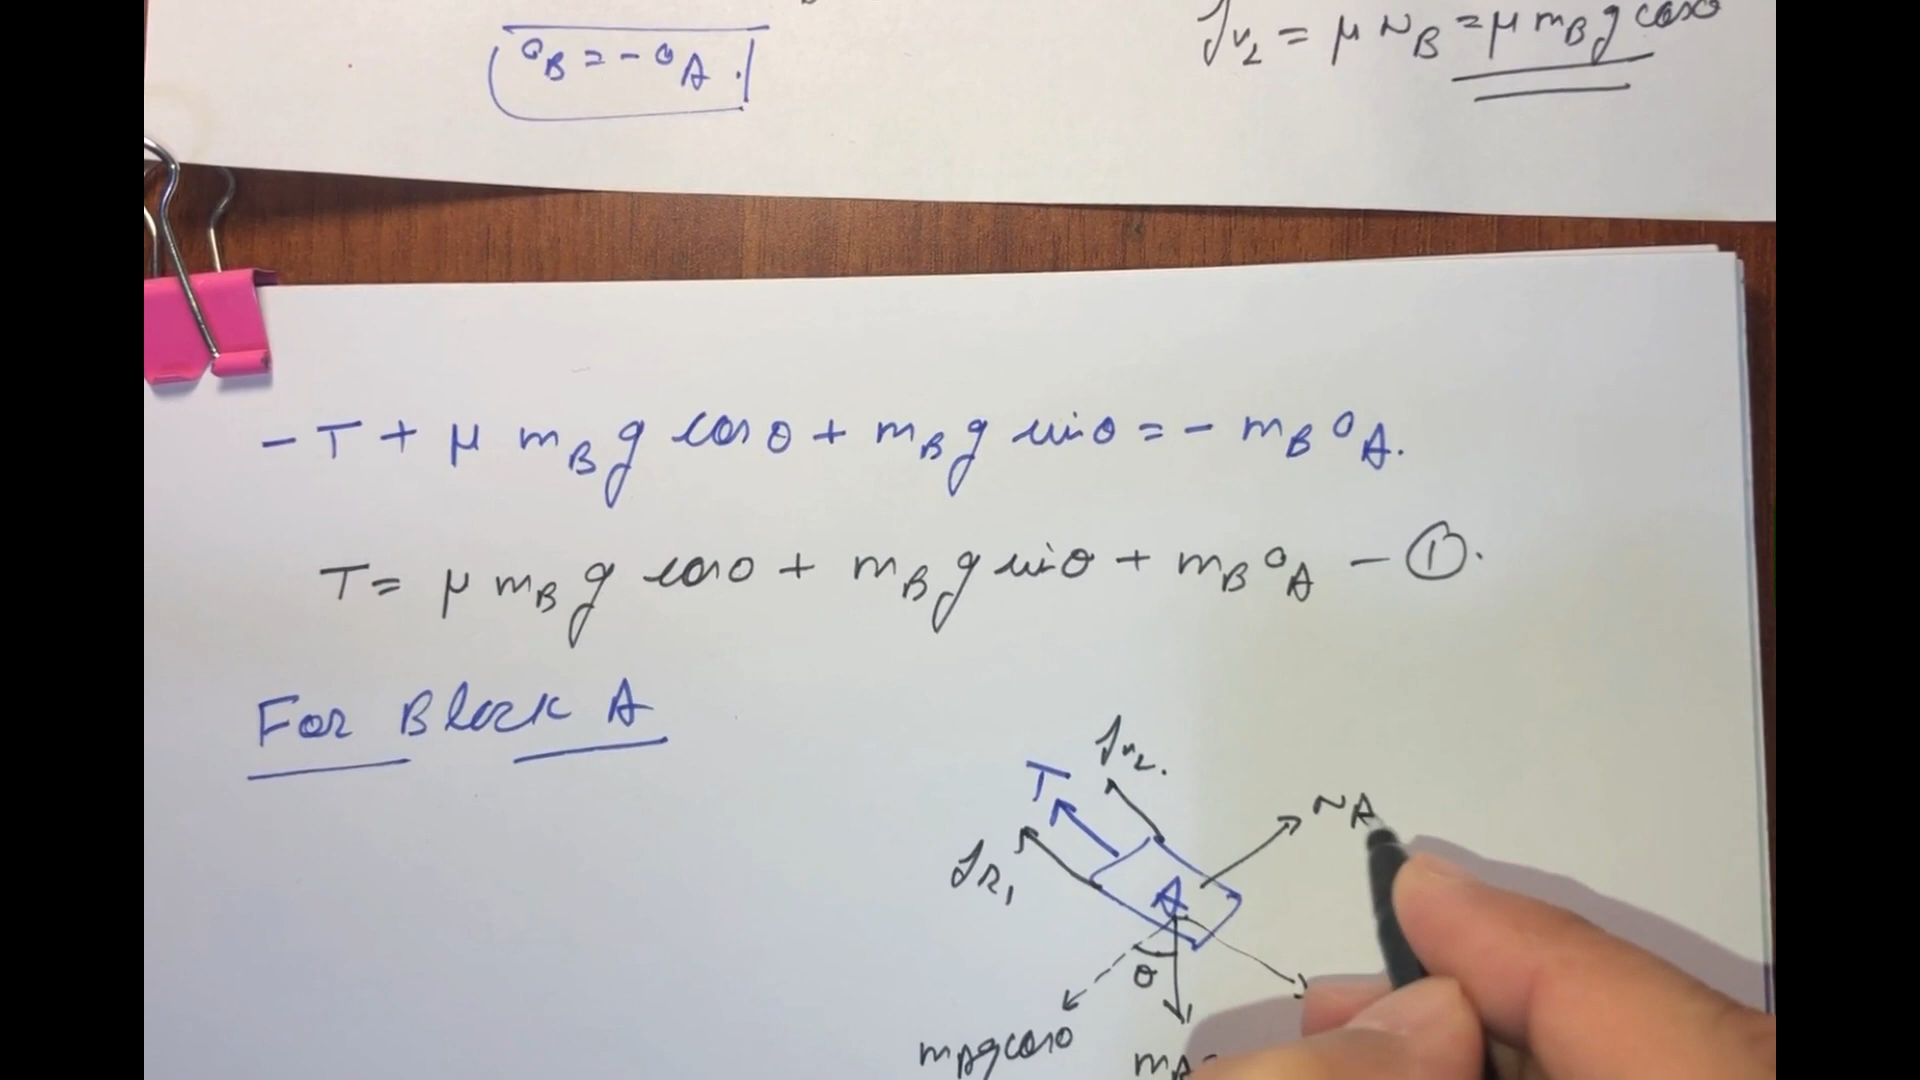 a_B = - a_A.
f_r2 = μ N_B = μ m_B g cosθ
- T + μ m_B g cosθ + m_B g sinθ = - m_B a_A.
T = μ m_B g cosθ + m_B g sinθ + m_B a_A - ①.
For Block A
f_r2.
T
N_A
f_R1
A
θ
m_A g cosθ